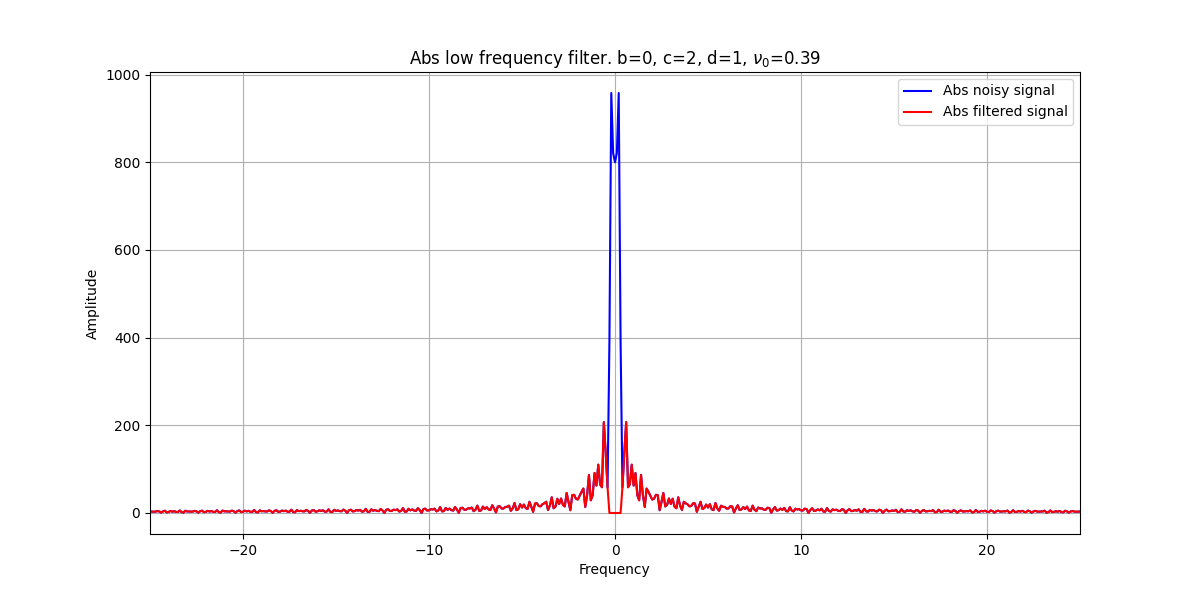 Abs low frequency filter. b=0, c=2, d=1, ν₀=0.39
Abs noisy signal
Abs filtered signal
1000
800
600
400
200
0
Amplitude
−20
−10
0
10
20
Frequency